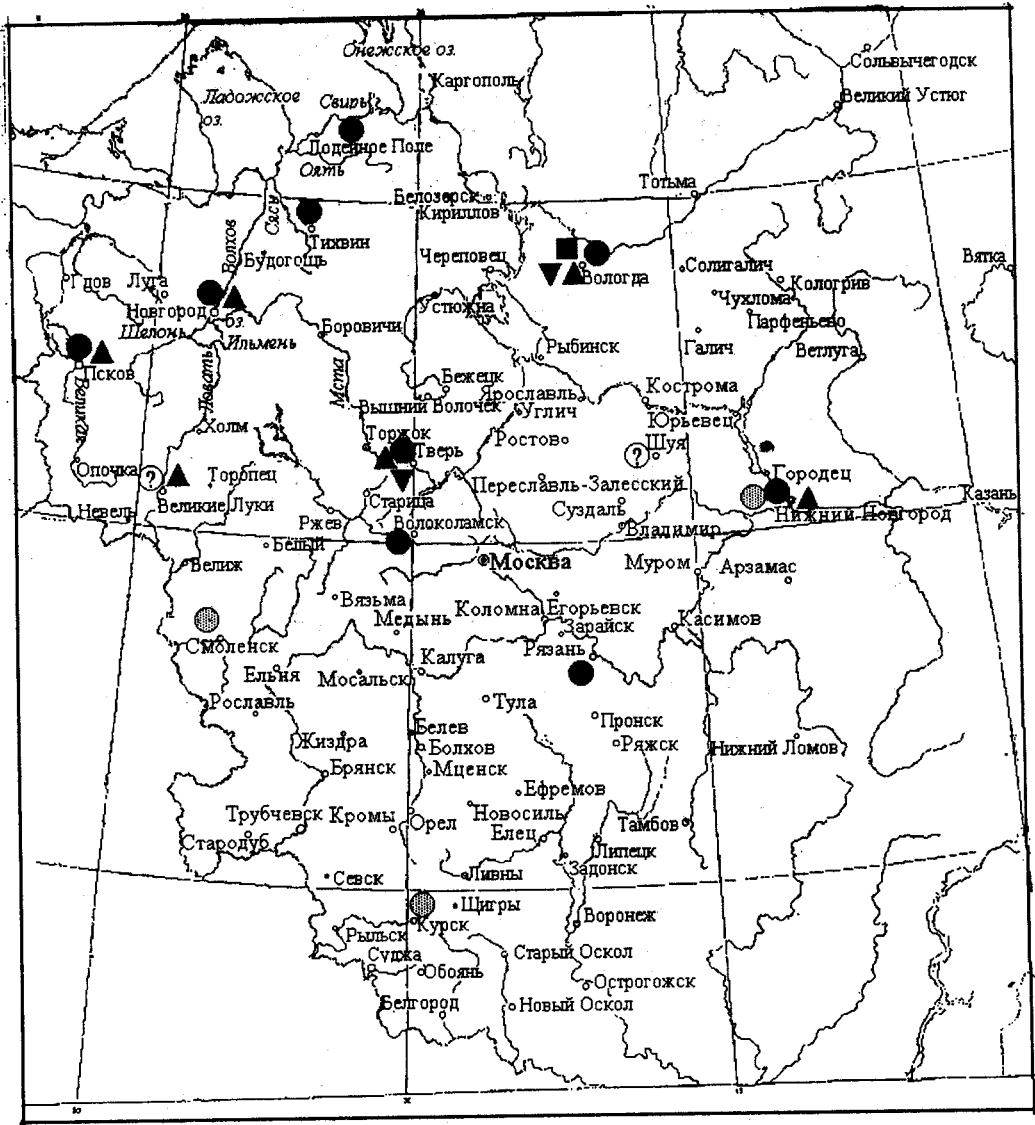 Онежское оз.
Сольвычегодск
Каргополь
Великий Устюг
Ладожское
оз.
Свирь
Лодейное Поле
Оять
Тотьма
Белозерск
Кириллов
Сясь
Волхов
Тихвин
Будогощь
Череповец
Вологда
Солигалич
Вятка
Гдов
Луга
Кологрив
Чухлома
Устюжна
Новгород
оз.
Ильмень
Шелонь
Боровичи
Парфеньево
Рыбинск
Галич
Ветлуга
Псков
Великая
Ловать
Мста
Бежецк
Ярославль
Кострома
Вышний Волочек
Углич
Юрьевец
Холм
Торжок
Ростов
Шуя
Тверь
?
Опочка
?
Торопец
Городец
Переславль-Залесский
Великие Луки
Старица
Казань
Невель
Ржев
Волоколамск
Суздаль
Нижний Новгород
Владимир
Белый
Москва
Муром
Арзамас
Велиж
Вязьма
Коломна
Егорьевск
Медынь
Зарайск
Касимов
Смоленск
Рязань
Калуга
Ельня
Мосальск
Рославль
Тула
Пронск
Белев
Жиздра
Болхов
Ряжск
Нижний Ломов
Брянск
Мценск
Ефремов
Трубчевск
Кромы
Орел
Новосиль
Тамбов
Стародуб
Елец
Липецк
Севск
Ливны
Задонск
Щигры
Курск
Воронеж
Рыльск
Суджа
Старый Оскол
Обоянь
Острогожск
Белгород
Новый Оскол